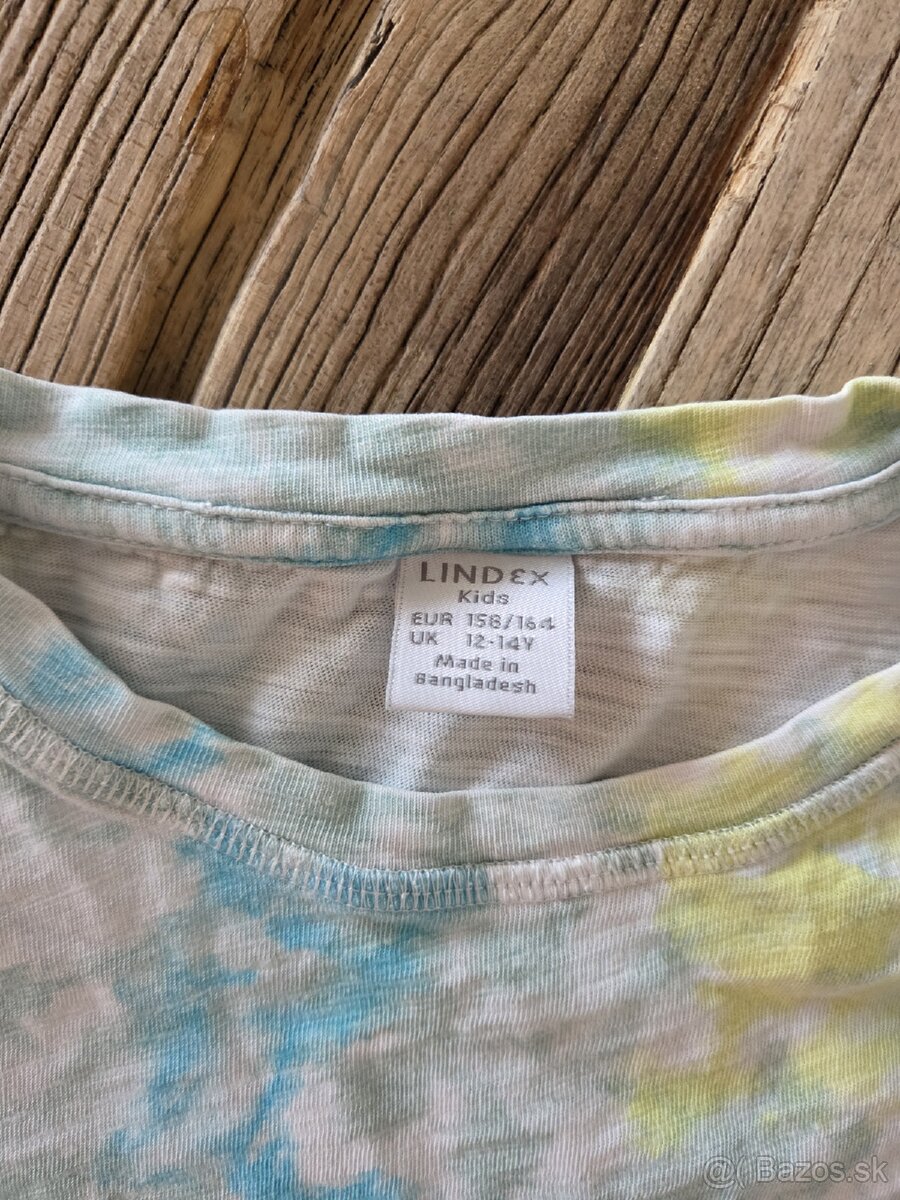 LINDEX
Kids
EUR 158/164
UK 12-14Y
Made in
Bangladesh
@( Bazos.sk